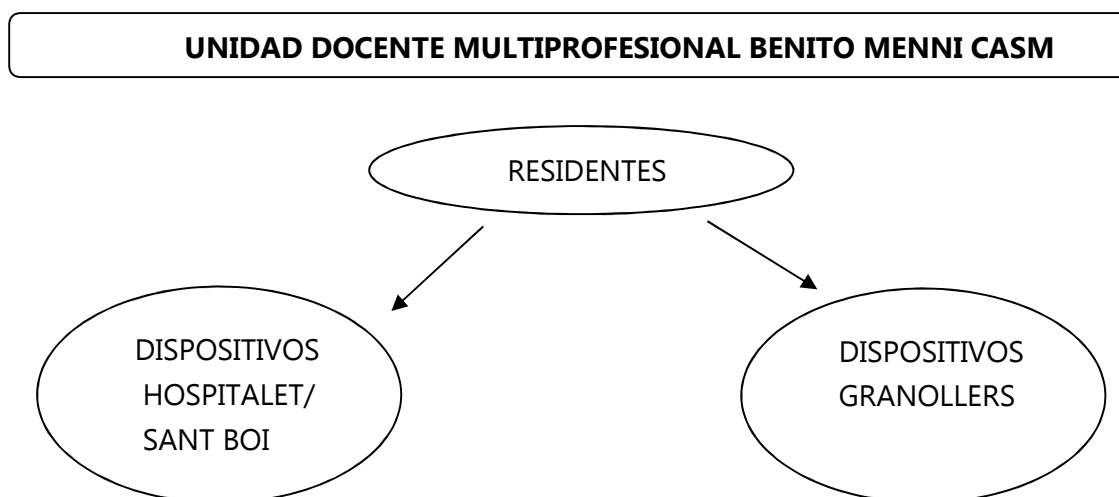 UNIDAD DOCENTE MULTIPROFESIONAL BENITO MENNI CASM
RESIDENTES
DISPOSITIVOS
HOSPITALET/
SANT BOI
DISPOSITIVOS
GRANOLLERS